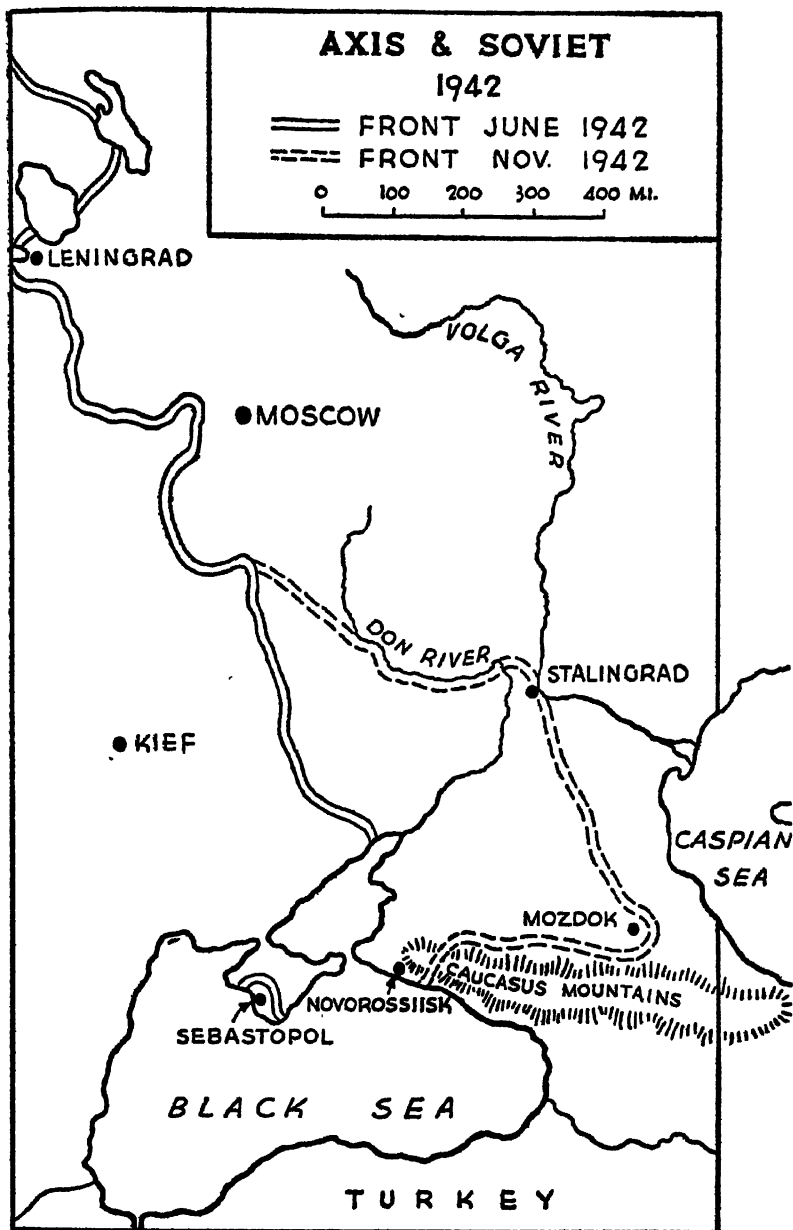 AXIS & SOVIET
1942
FRONT JUNE 1942
FRONT NOV. 1942
0 100 200 300 400 MI.
LENINGRAD
VOLGA RIVER
MOSCOW
DON RIVER
STALINGRAD
KIEF
CASPIAN
SEA
MOZDOK
CAUCASUS MOUNTAINS
NOVOROSSIISK
SEBASTOPOL
BLACK SEA
TURKEY